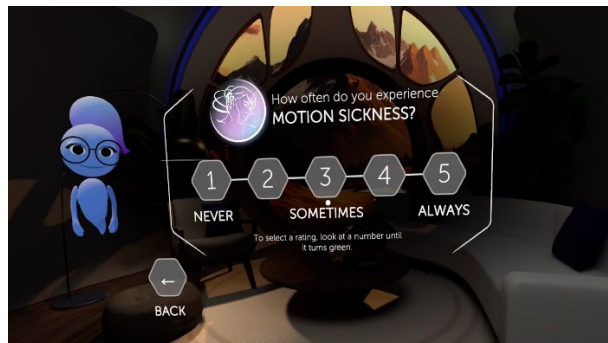 How often do you experience
MOTION SICKNESS?
1 2 3 4 5
NEVER SOMETIMES ALWAYS
To select a rating, look at a number until
it turns green.
←
BACK